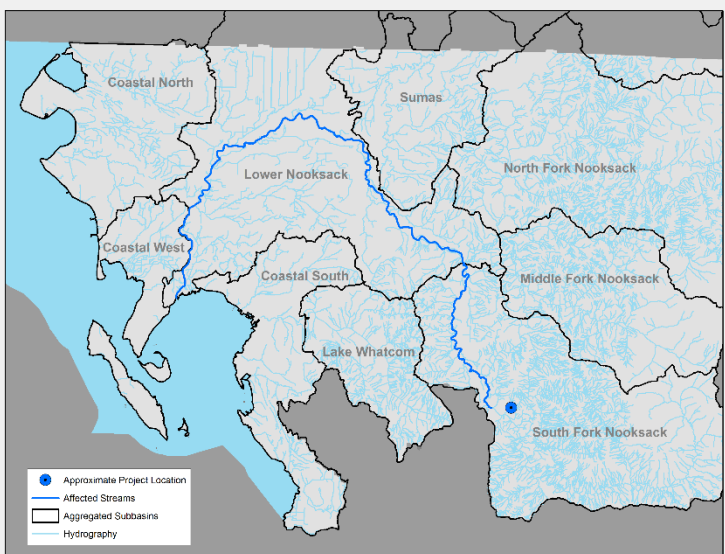 Coastal North
Sumas
North Fork Nooksack
Lower Nooksack
Coastal West
Coastal South
Middle Fork Nooksack
Lake Whatcom
South Fork Nooksack
Approximate Project Location
Affected Streams
Aggregated Subbasins
Hydrography